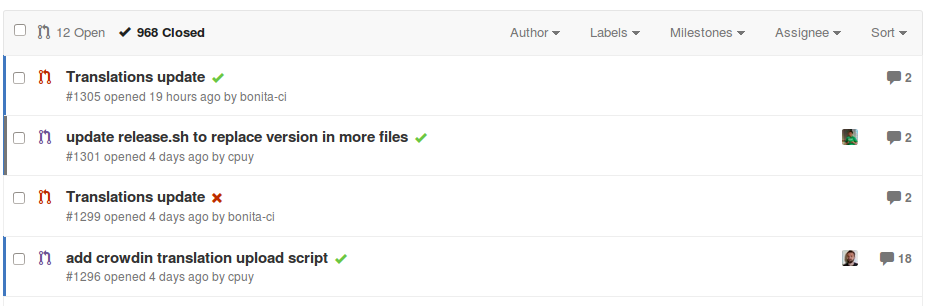 12 Open 968 Closed Author Labels Milestones Assignee Sort
Translations update 2
#1305 opened 19 hours ago by bonita-ci
update release.sh to replace version in more files 2
#1301 opened 4 days ago by cpuy
Translations update 2
#1299 opened 4 days ago by bonita-ci
add crowdin translation upload script 18
#1296 opened 4 days ago by cpuy